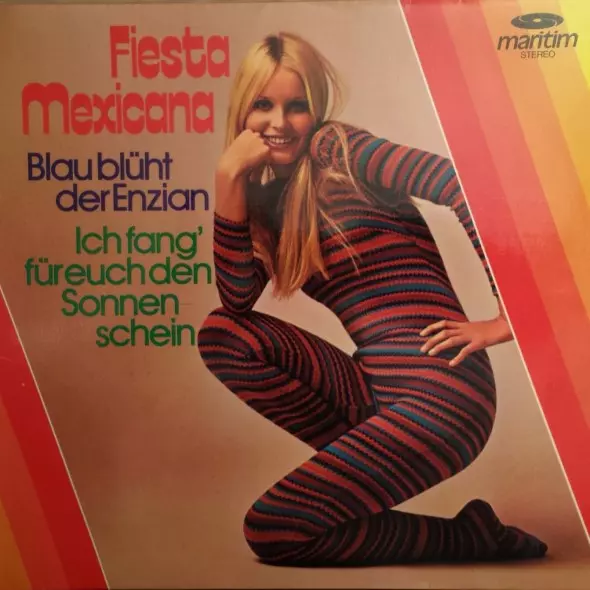 maritim
STEREO
Fiesta
Mexicana
Blau blüht
der Enzian
Ich fang'
für euch den
Sonnen
schein